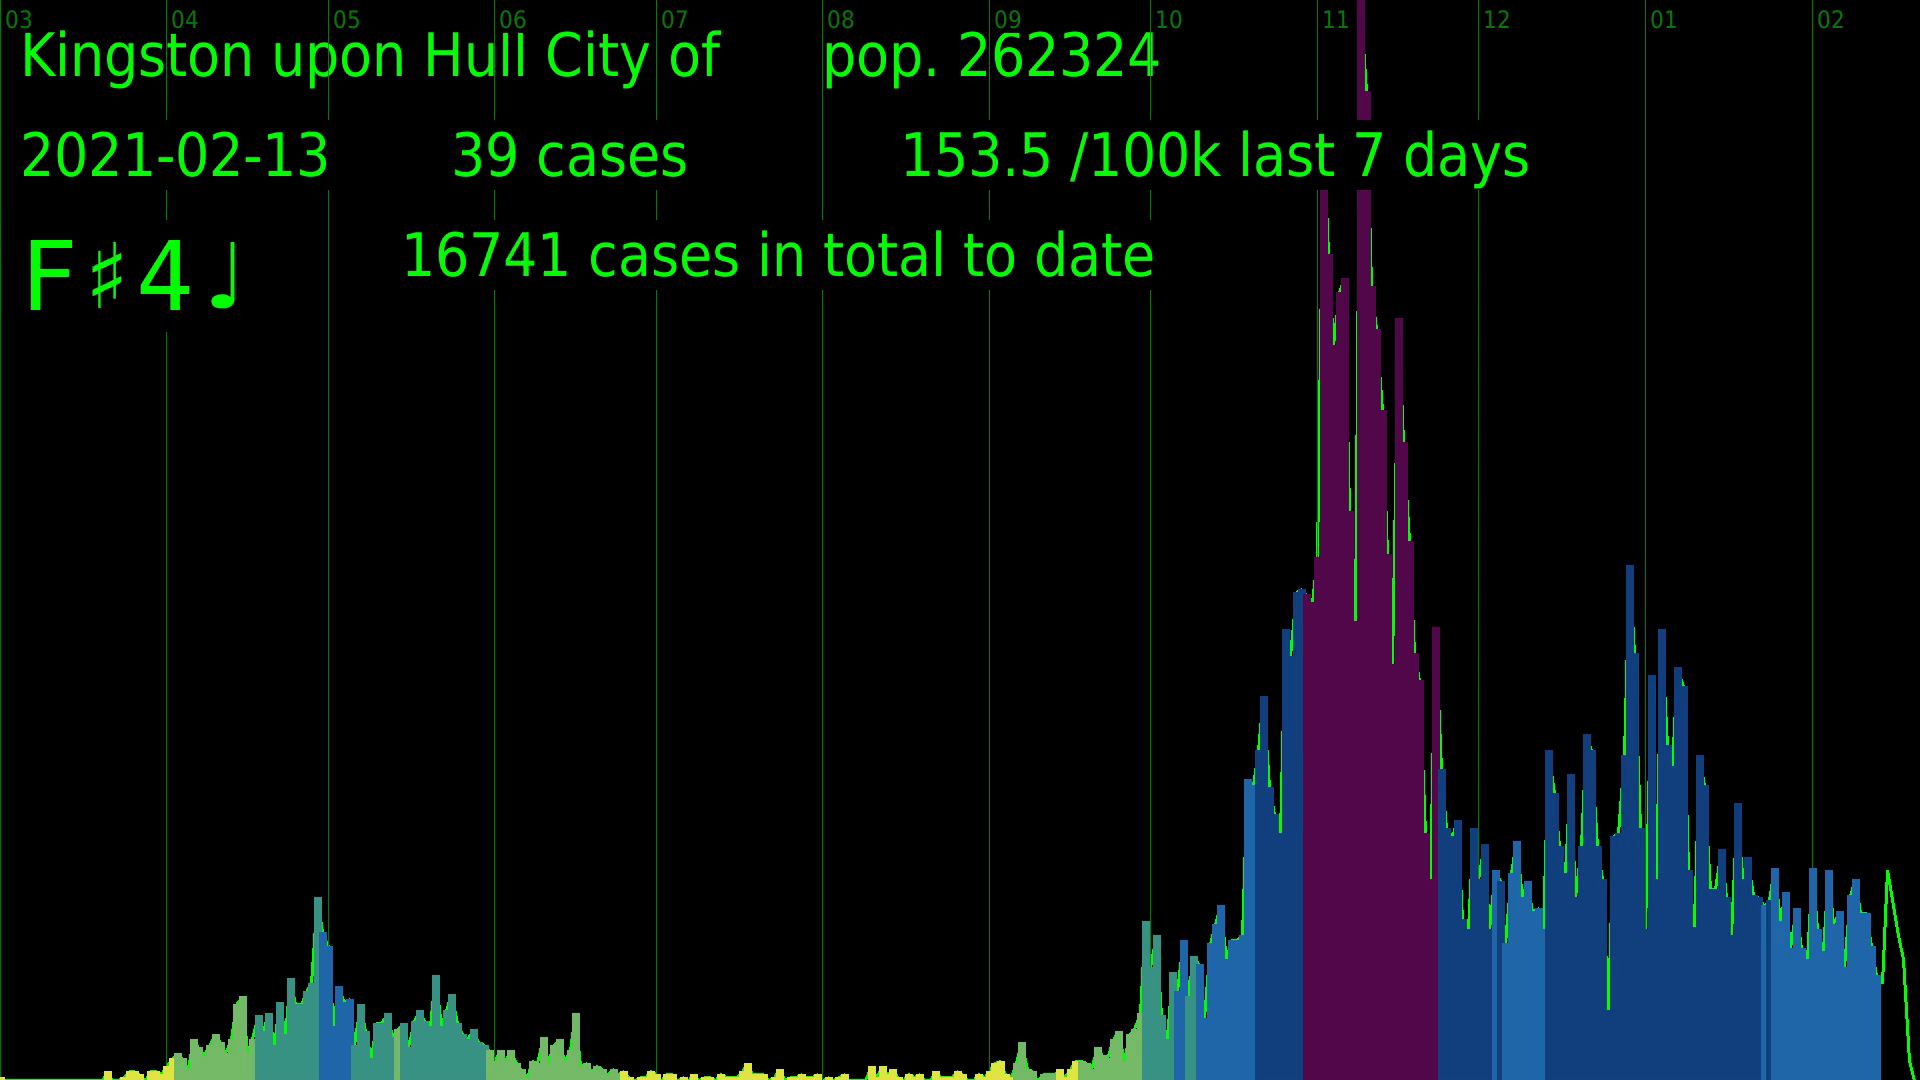 03 04 05 06 07 08 09 10 11 12 01 02
Kingston upon Hull City of pop. 262324
2021-02-13 39 cases 153.5 /100k last 7 days
F♯4♩ 16741 cases in total to date